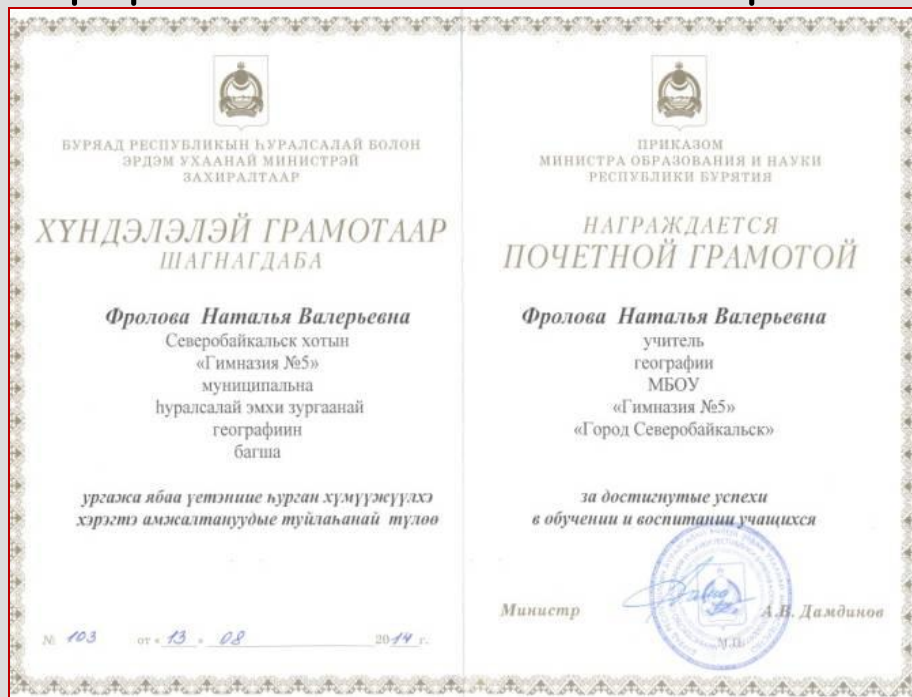 БУРЯАД РЕСПУБЛИКЫН ҺУРАЛСАЛАЙ БОЛОН
ЭРДЭМ УХААНАЙ МИНИСТРЭЙ
ЗАХИРАЛТААР
ХҮНДЭЛЭЛЭЙ ГРАМОТААР
ШАГНАГДАБА
Фролова Наталья Валерьевна
Северобайкальск хотын
«Гимназия №5»
муниципальна
һуралсалай эмхи зургаанай
географиин
багша
ургажа ябаа үетэниие һурган хүмүүжүүлхэ
хэрэгтэ амжалтануудые туйлаһанай түлөө
№ 103 от « 13 » 08 2014 г.
ПРИКАЗОМ
МИНИСТРА ОБРАЗОВАНИЯ И НАУКИ
РЕСПУБЛИКИ БУРЯТИЯ
НАГРАЖДАЕТСЯ
ПОЧЕТНОЙ ГРАМОТОЙ
Фролова Наталья Валерьевна
учитель
географии
МБОУ
«Гимназия №5»
«Город Северобайкальск»
за достигнутые успехи
в обучении и воспитании учащихся
Министр А.В. Дамдинов
М.П.